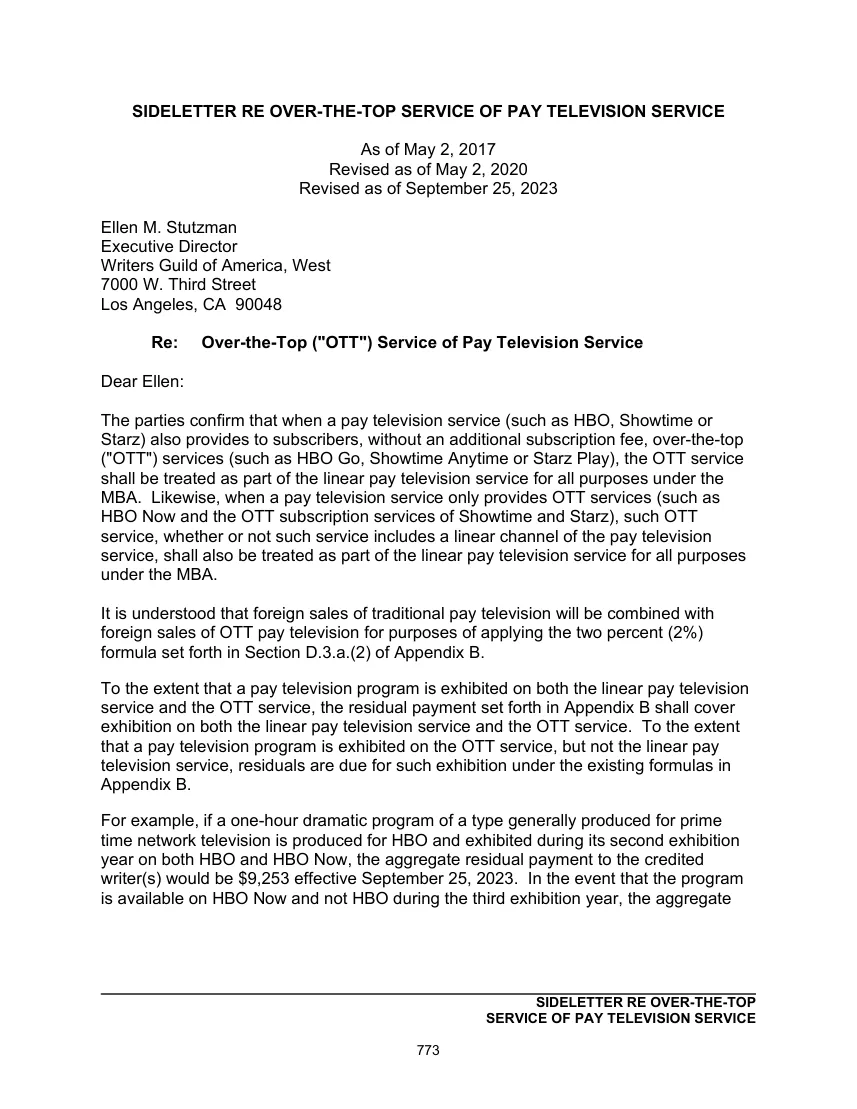 SIDELETTER RE OVER-THE-TOP SERVICE OF PAY TELEVISION SERVICE
As of May 2, 2017
Revised as of May 2, 2020
Revised as of September 25, 2023
Ellen M. Stutzman
Executive Director
Writers Guild of America, West
7000 W. Third Street
Los Angeles, CA  90048
Re: Over-the-Top ("OTT") Service of Pay Television Service
Dear Ellen:
The parties confirm that when a pay television service (such as HBO, Showtime or
Starz) also provides to subscribers, without an additional subscription fee, over-the-top
("OTT") services (such as HBO Go, Showtime Anytime or Starz Play), the OTT service
shall be treated as part of the linear pay television service for all purposes under the
MBA.  Likewise, when a pay television service only provides OTT services (such as
HBO Now and the OTT subscription services of Showtime and Starz), such OTT
service, whether or not such service includes a linear channel of the pay television
service, shall also be treated as part of the linear pay television service for all purposes
under the MBA.
It is understood that foreign sales of traditional pay television will be combined with
foreign sales of OTT pay television for purposes of applying the two percent (2%)
formula set forth in Section D.3.a.(2) of Appendix B.
To the extent that a pay television program is exhibited on both the linear pay television
service and the OTT service, the residual payment set forth in Appendix B shall cover
exhibition on both the linear pay television service and the OTT service.  To the extent
that a pay television program is exhibited on the OTT service, but not the linear pay
television service, residuals are due for such exhibition under the existing formulas in
Appendix B.
For example, if a one-hour dramatic program of a type generally produced for prime
time network television is produced for HBO and exhibited during its second exhibition
year on both HBO and HBO Now, the aggregate residual payment to the credited
writer(s) would be $9,253 effective September 25, 2023.  In the event that the program
is available on HBO Now and not HBO during the third exhibition year, the aggregate
SIDELETTER RE OVER-THE-TOP
SERVICE OF PAY TELEVISION SERVICE
773